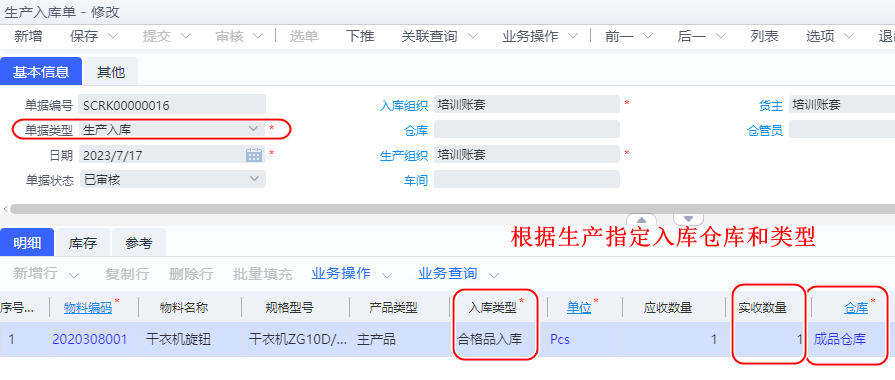 生产入库单 - 修改
新增 保存 提交 审核 选单 下推 关联查询 业务操作 前一 后一 列表 选项 退出
基本信息 其他
单据编号 SCRK00000016 入库组织 培训账套 * 货主 培训账套
单据类型 生产入库 * 仓库 仓管员
日期 2023/7/17 * 生产组织 培训账套 *
单据状态 已审核 车间
根据生产指定入库仓库和类型
明细 库存 参考
新增行 复制行 删除行 批量填充 业务操作 业务查询
序号... 物料编码* 物料名称 规格型号 产品类型 入库类型* 单位* 应收数量 实收数量 仓库*
1 2020308001 干衣机旋钮 干衣机ZG10D/... 主产品 合格品入库 Pcs 1 1 成品仓库